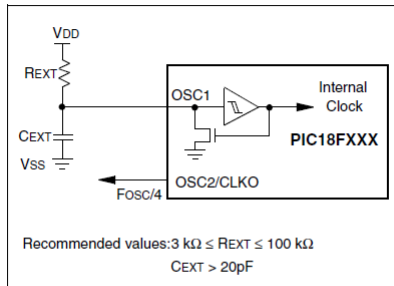 VDD
REXT
OSC1
Internal
Clock
CEXT
PIC18FXXX
VSS
OSC2/CLKO
FOSC/4
Recommended values:3 kΩ ≤ REXT ≤ 100 kΩ
CEXT > 20pF